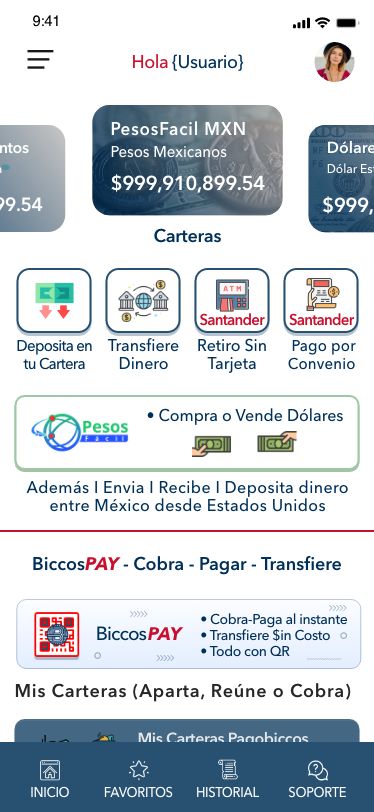 9:41
Hola {Usuario}
ntos
99.54
PesosFacil MXN
Pesos Mexicanos
$999,910,899.54
Dólare
Dólar Es
$999,
Carteras
ATM
Santander
Santander
Deposita en
tu Cartera
Transfiere
Dinero
Retiro Sin
Tarjeta
Pago por
Convenio
Pesos
Fácil
• Compra o Vende Dólares
Además I Envia I Recibe I Deposita dinero
entre México desde Estados Unidos
BiccosPAY - Cobra - Pagar - Transfiere
BiccosPAY
• Cobra-Paga al instante
• Transfiere $in Costo
• Todo con QR
Mis Carteras (Aparta, Reúne o Cobra)
Mis Carteras Pagobiccos
INICIO
FAVORITOS
HISTORIAL
SOPORTE